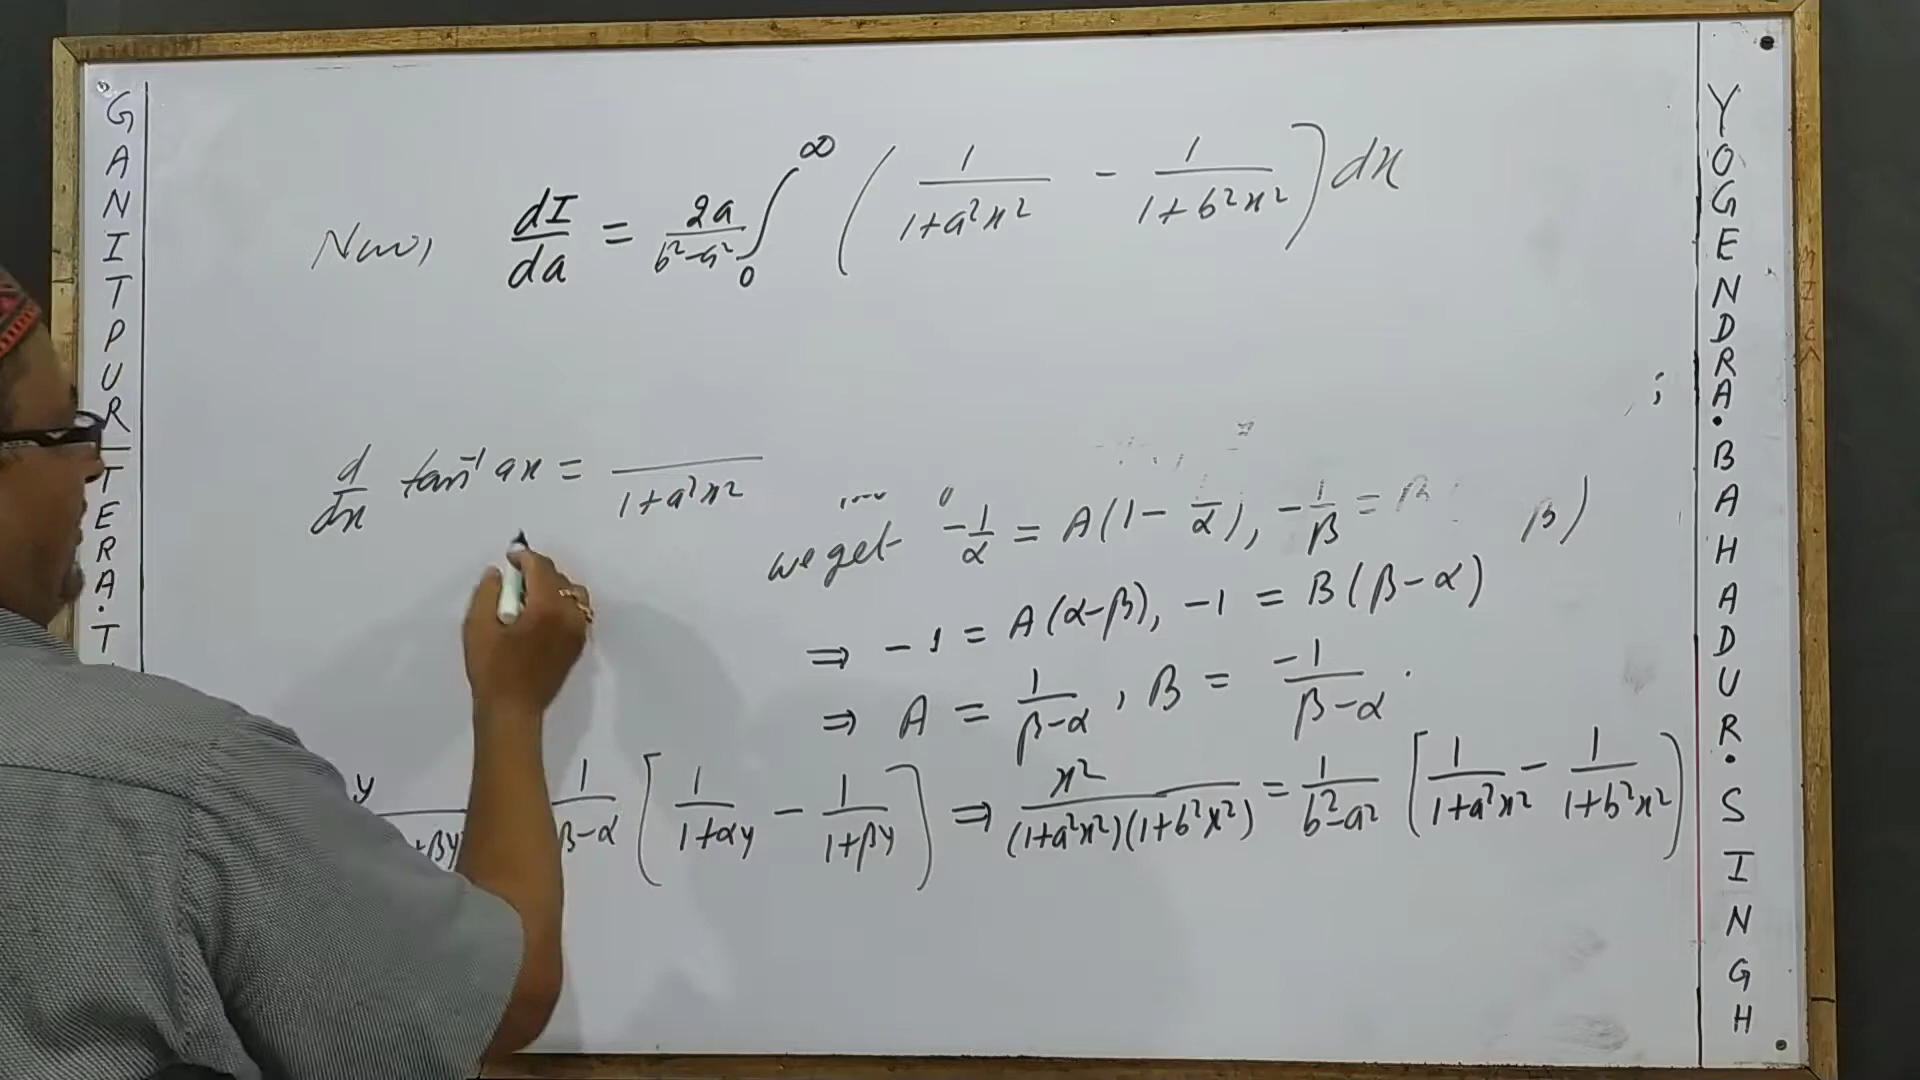 GANITPUR TERA.T
Now, dI/da = 2a/(b²-a²) ∫₀^∞ ( 1/(1+a²x²) - 1/(1+b²x²) ) dx
d/dx tan⁻¹ ax = /(1+a²x²)
we get -1/α = A(1- /α), -1/β = β)
⇒ -1 = A(α-β), -1 = B(β-α)
⇒ A = 1/(β-α), B = -1/(β-α).
y +βy 1/(β-α) [ 1/(1+αy) - 1/(1+βy) ] ⇒ x²/((1+a²x²)(1+b²x²)) = 1/(b²-a²) [ 1/(1+a²x²) - 1/(1+b²x²) ]
YOGENDRA.BAHADUR.SINGH